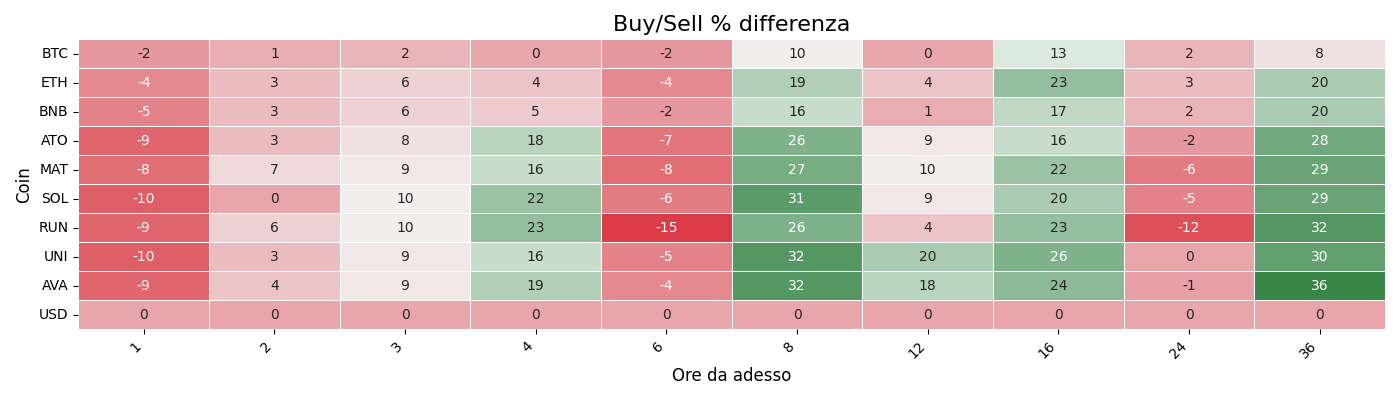 Buy/Sell % differenza
Coin
BTC -2 1 2 0 -2 10 0 13 2 8
ETH -4 3 6 4 -4 19 4 23 3 20
BNB -5 3 6 5 -2 16 1 17 2 20
ATO -9 3 8 18 -7 26 9 16 -2 28
MAT -8 7 9 16 -8 27 10 22 -6 29
SOL -10 0 10 22 -6 31 9 20 -5 29
RUN -9 6 10 23 -15 26 4 23 -12 32
UNI -10 3 9 16 -5 32 20 26 0 30
AVA -9 4 9 19 -4 32 18 24 -1 36
USD 0 0 0 0 0 0 0 0 0 0
1 2 3 4 6 8 12 16 24 36
Ore da adesso